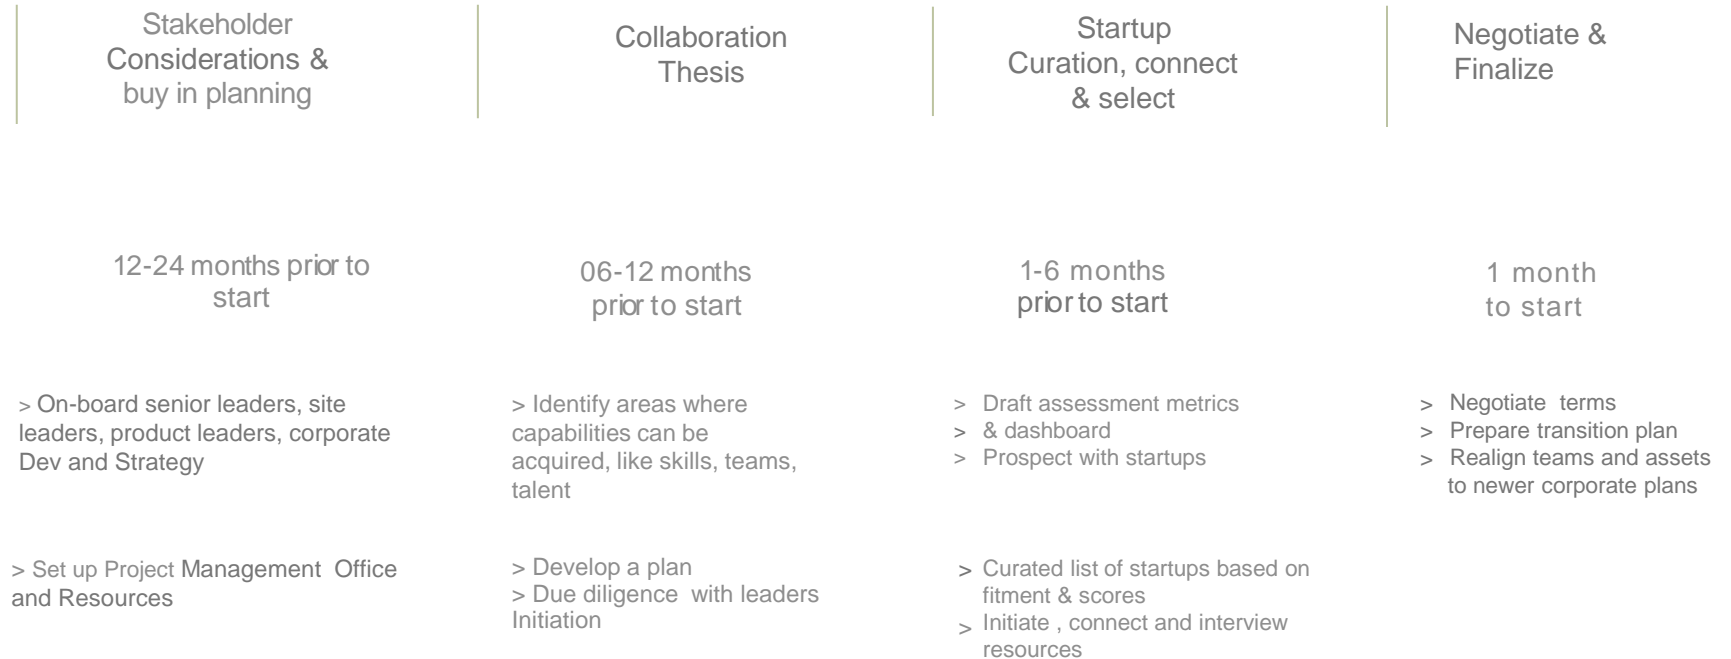 Stakeholder
Considerations &
buy in planning
Collaboration
Thesis
Startup
Curation, connect
& select
Negotiate &
Finalize
12-24 months prior to
start
06-12 months
prior to start
1-6 months
prior to start
1 month
to start
> On-board senior leaders, site
leaders, product leaders, corporate
Dev and Strategy
> Set up Project Management Office
and Resources
> Identify areas where
capabilities can be
acquired, like skills, teams,
talent
> Develop a plan
> Due diligence with leaders
Initiation
> Draft assessment metrics
> & dashboard
> Prospect with startups
> Curated list of startups based on
fitment & scores
> Initiate , connect and interview
resources
> Negotiate terms
> Prepare transition plan
> Realign teams and assets
to newer corporate plans